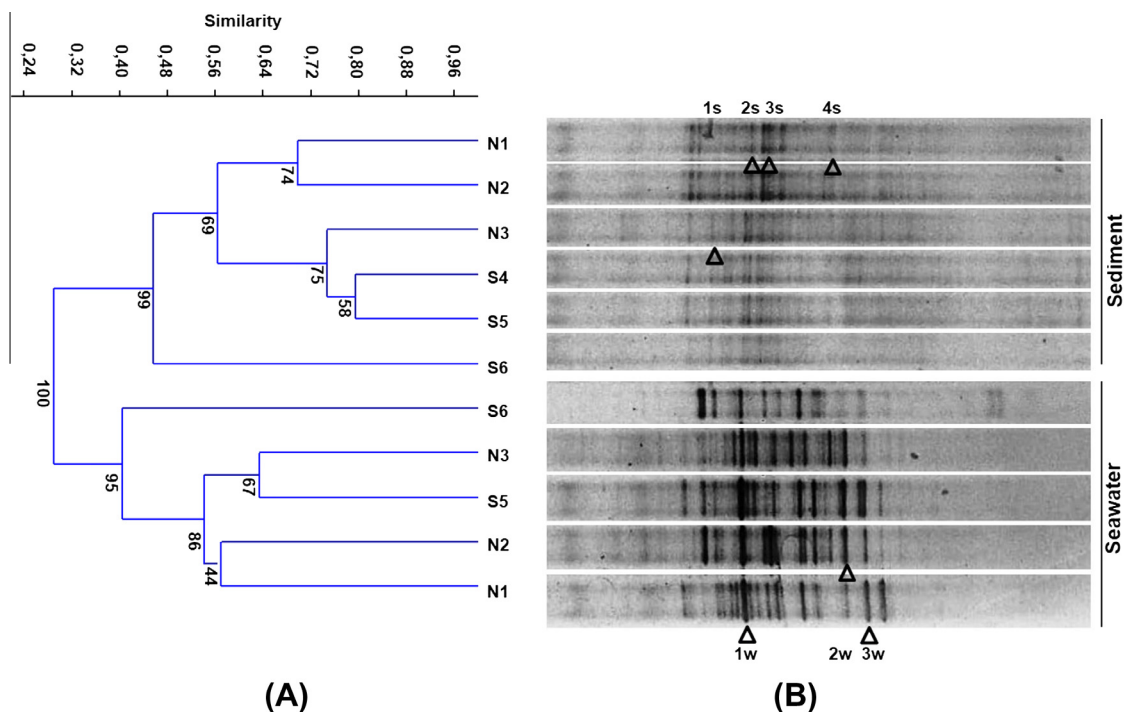 Similarity
0,24 0,32 0,40 0,48 0,56 0,64 0,72 0,80 0,88 0,96
N1
N2
N3
S4
S5
S6
S6
N3
S5
N2
N1
74
69
75
58
99
100
95
67
86
44
1s 2s 3s 4s
Sediment
Seawater
1w 2w 3w
(A) (B)